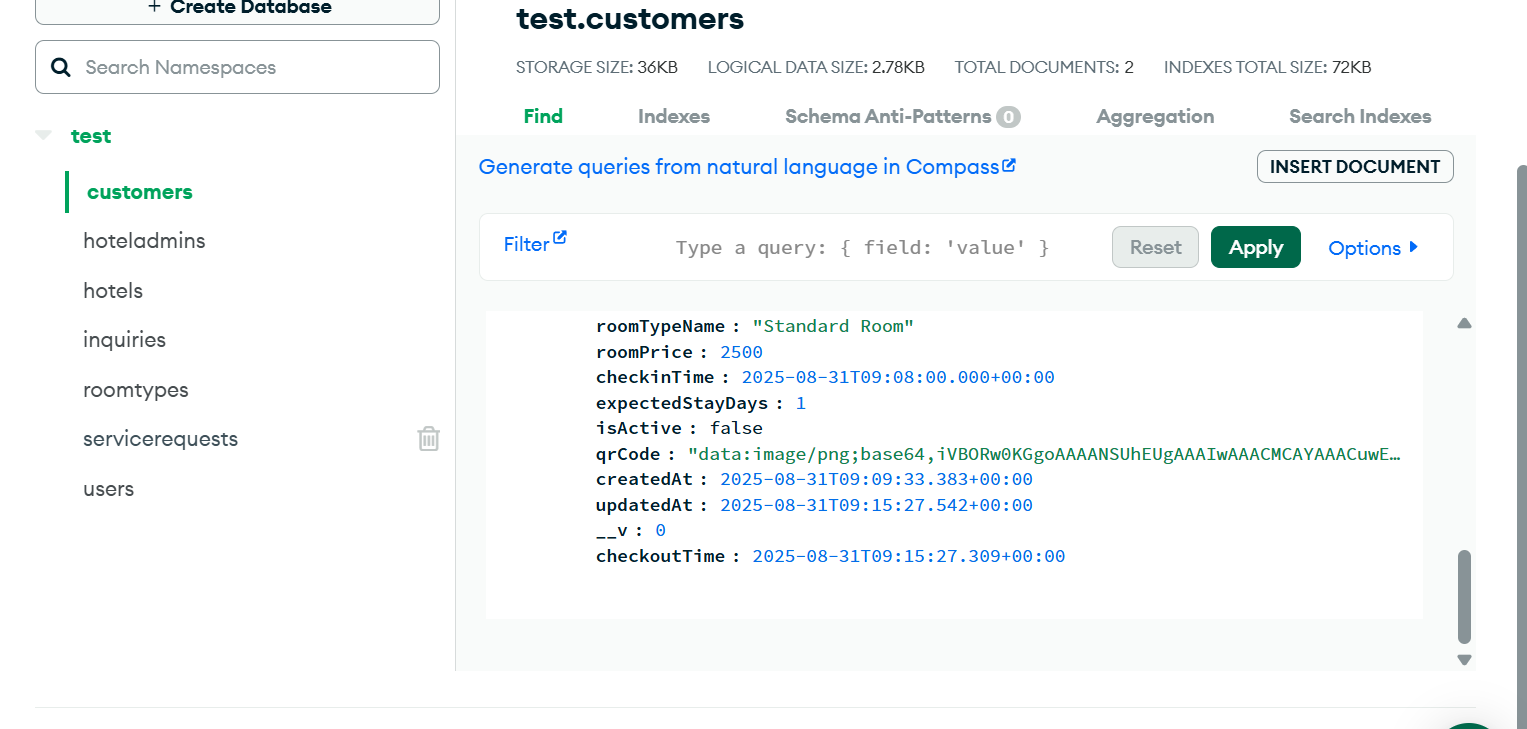 + Create Database
Search Namespaces
test
customers
hoteladmins
hotels
inquiries
roomtypes
servicerequests
users
test.customers
STORAGE SIZE: 36KB LOGICAL DATA SIZE: 2.78KB TOTAL DOCUMENTS: 2 INDEXES TOTAL SIZE: 72KB
Find Indexes Schema Anti-Patterns 0 Aggregation Search Indexes
Generate queries from natural language in Compass
INSERT DOCUMENT
Filter Type a query: { field: 'value' } Reset Apply Options
roomTypeName : "Standard Room"
roomPrice : 2500
checkinTime : 2025-08-31T09:08:00.000+00:00
expectedStayDays : 1
isActive : false
qrCode : "data:image/png;base64,iVBORw0KGgoAAAANSUhEUgAAAIwAAACMCAYAAACuwE…
createdAt : 2025-08-31T09:09:33.383+00:00
updatedAt : 2025-08-31T09:15:27.542+00:00
__v : 0
checkoutTime : 2025-08-31T09:15:27.309+00:00